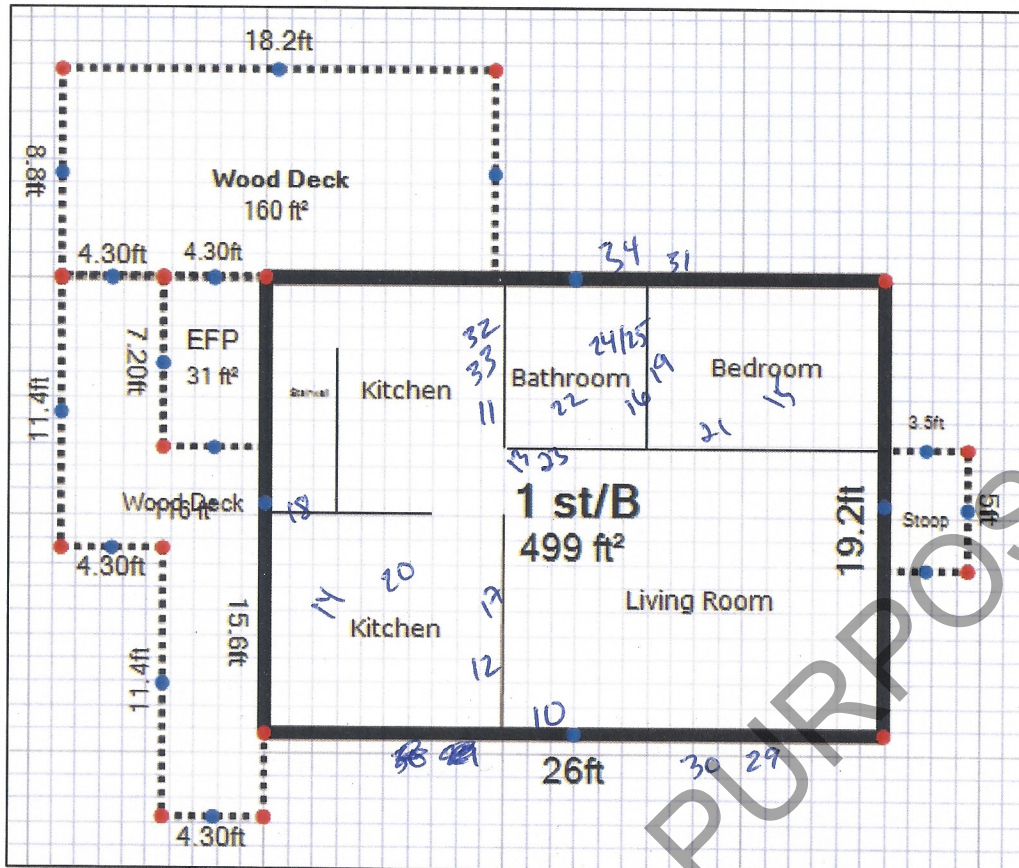 18.2ft
8.8ft
Wood Deck
160 ft²
4.30ft
4.30ft
34 31
7.20ft
EFP
31 ft²
11.4ft
32
33
11
Kitchen
24/25
Bathroom
22
16
19
Bedroom
15
21
3.5ft
13 23
Wood Deck
18
1 st/B
499 ft²
19.2ft
Stoop
5ft
4.30ft
14
20
Kitchen
17
12
Living Room
15.6ft
11.4ft
10
26ft
30 29
4.30ft